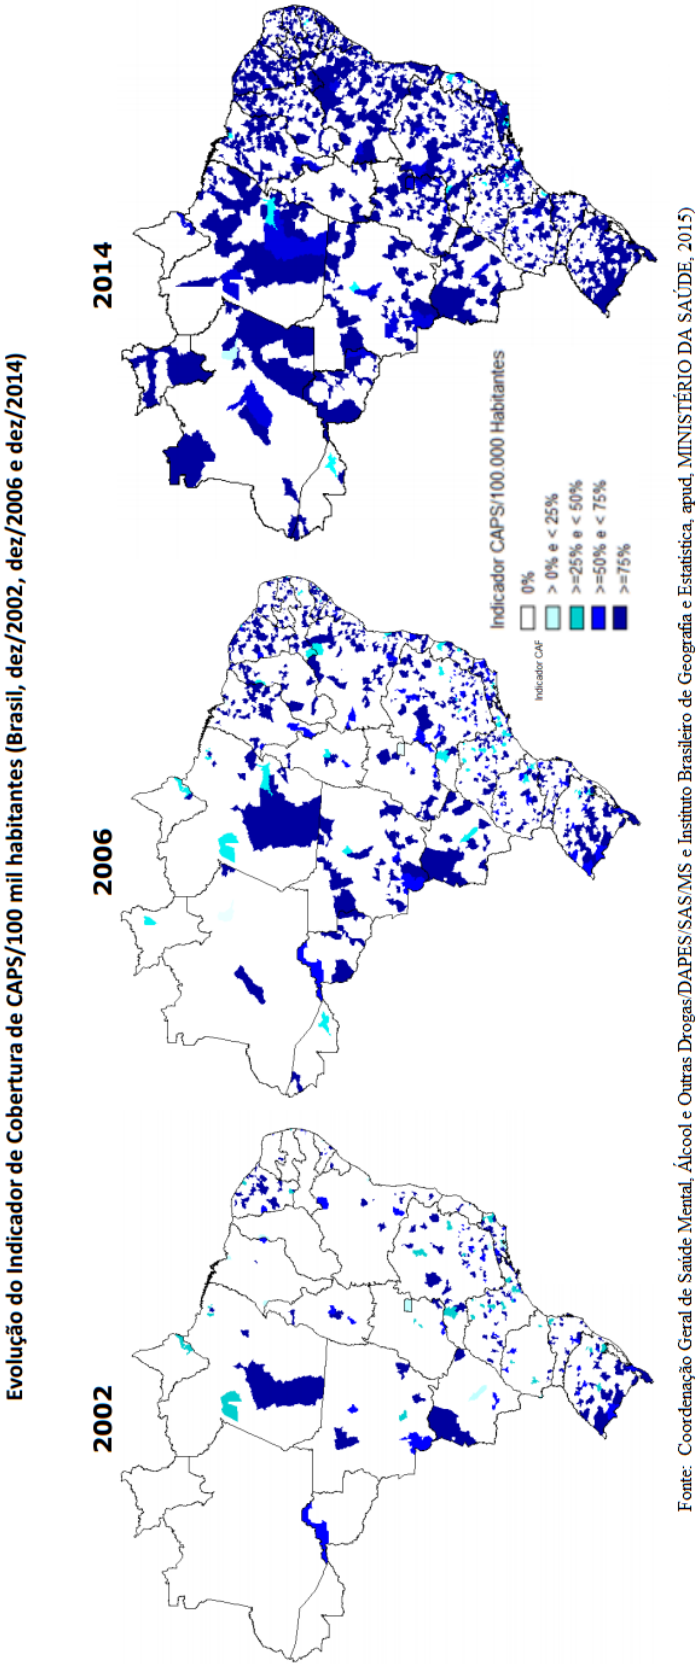 Evolução do Indicador de Cobertura de CAPS/100 mil habitantes (Brasil, dez/2002, dez/2006 e dez/2014)
2002
2006
2014
Indicador CAPS/100.000 Habitantes
0%
> 0% e < 25%
>=25% e < 50%
>=50% e < 75%
>=75%
Indicador CAF
Fonte: Coordenação Geral de Saúde Mental, Álcool e Outras Drogas/DAPES/SAS/MS e Instituto Brasileiro de Geografia e Estatística, apud, MINISTÉRIO DA SAÚDE, 2015)